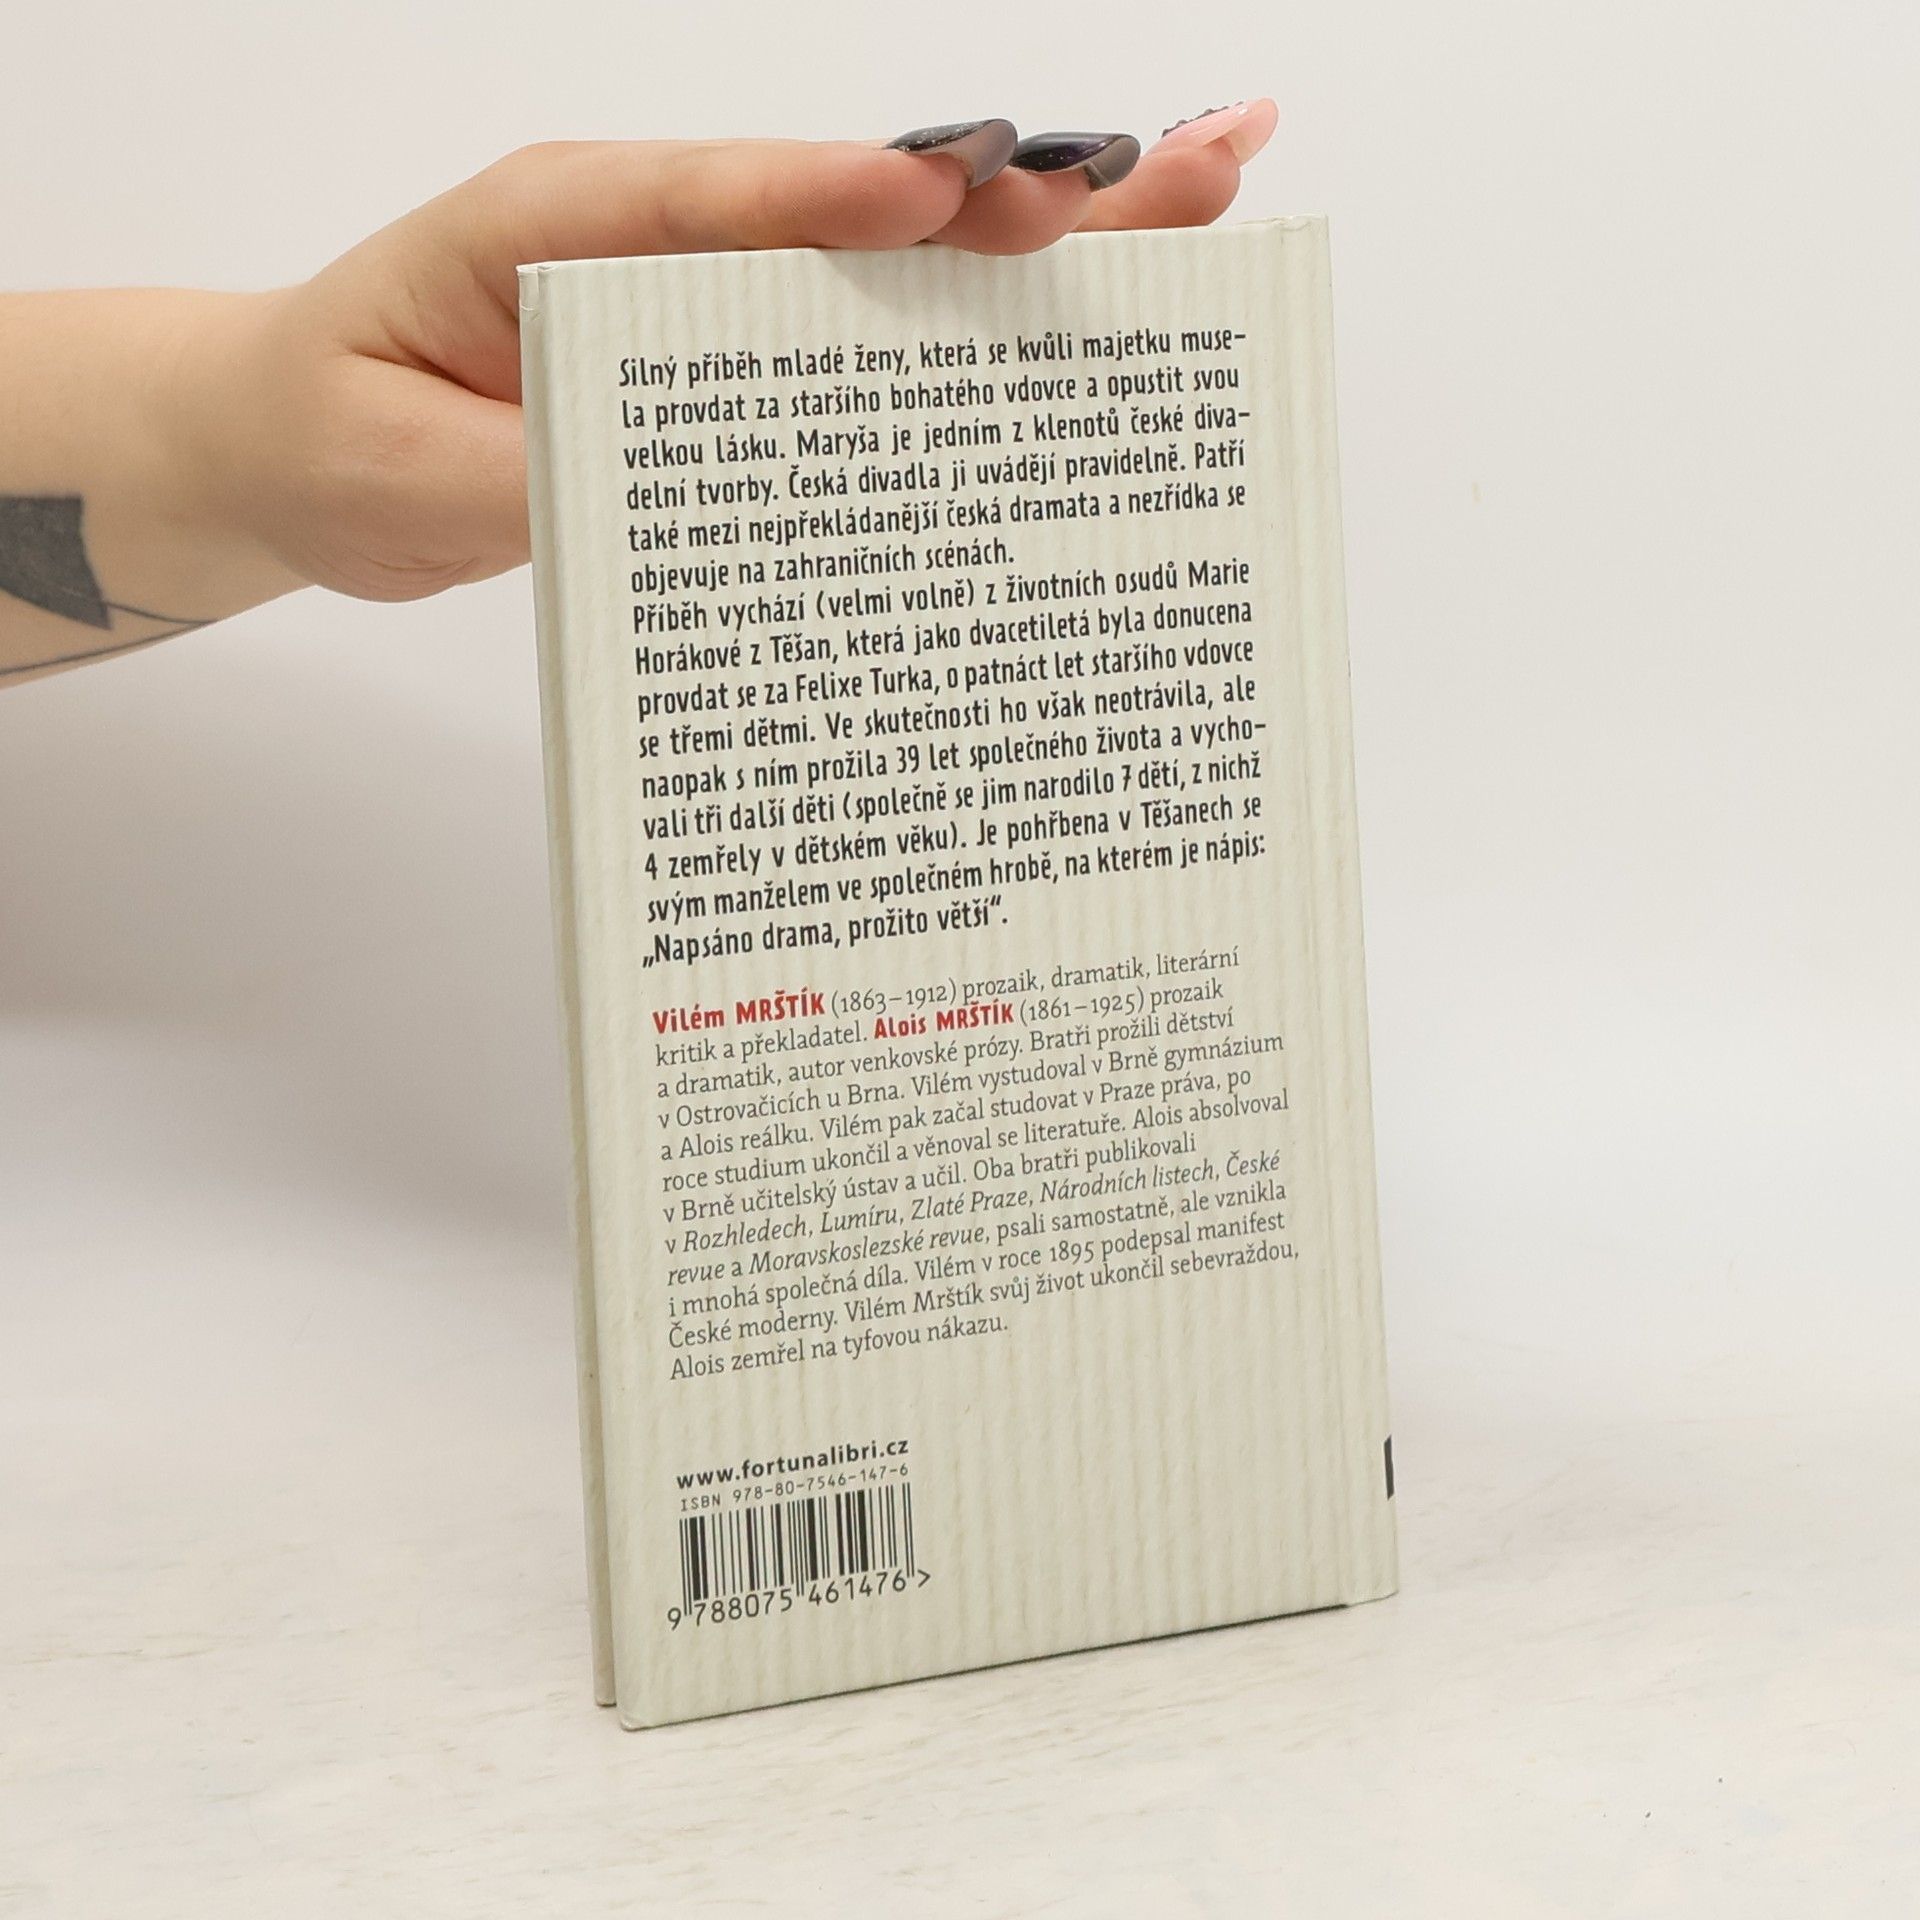 Silný příběh mladé ženy, která se kvůli majetku muse-
la provdat za staršího bohatého vdovce a opustit svou
velkou lásku. Maryša je jedním z klenotů české diva-
delní tvorby. Česká divadla ji uvádějí pravidelně. Patří
také mezi nejpřekládanější česká dramata a nezřídka se
objevuje na zahraničních scénách.
Příběh vychází (velmi volně) z životních osudů Marie
Horákové z Těšan, která jako dvacetiletá byla donucena
provdat se za Felixe Turka, o patnáct let staršího vdovce
se třemi dětmi. Ve skutečnosti ho však neotrávila, ale
naopak s ním prožila 39 let společného života a vycho-
vali tři další děti (společně se jim narodilo 7 dětí, z nichž
4 zemřely v dětském věku). Je pohřbena v Těšanech se
svým manželem ve společném hrobě, na kterém je nápis:
„Napsáno drama, prožito větší“.
Vilém MRŠTÍK (1863–1912) prozaik, dramatik, literární
kritik a překladatel. Alois MRŠTÍK (1861–1925) prozaik
a dramatik, autor venkovské prózy. Bratři prožili dětství
v Ostrovačicích u Brna. Vilém vystudoval v Brně gymnázium
a Alois reálku. Vilém pak začal studovat v Praze práva, po
roce studium ukončil a věnoval se literatuře. Alois absolvoval
v Brně učitelský ústav a učil. Oba bratři publikovali
v Rozhledech, Lumíru, Zlaté Praze, Národních listech, České
revue a Moravskoslezské revue, psali samostatně, ale vznikla
i mnohá společná díla. Vilém v roce 1895 podepsal manifest
České moderny. Vilém Mrštík svůj život ukončil sebevraždou,
Alois zemřel na tyfovou nákazu.
www.fortunalibri.cz
ISBN 978-80-7546-147-6
9 788075 461476 >